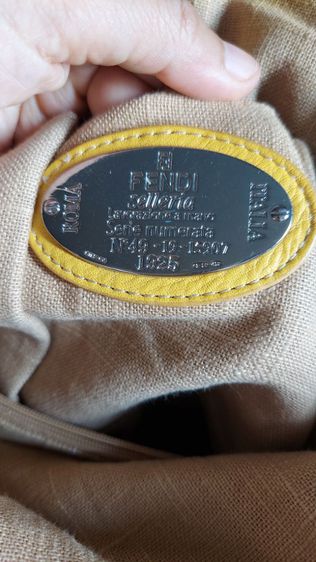 FENDI
selleria
ROMA
ITALIA
Lavorazione a mano
Serie numerata
1925